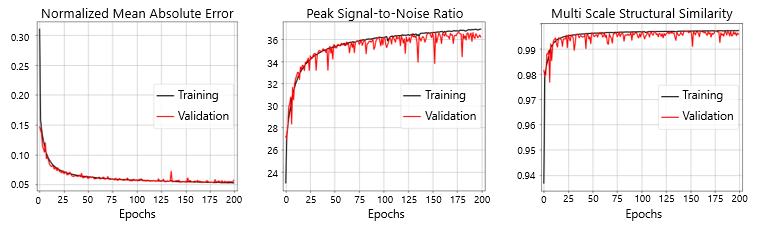 Normalized Mean Absolute Error
0.30
0.25
0.20
0.15
0.10
0.05
0 25 50 75 100 125 150 175 200
Epochs
Training
Validation
Peak Signal-to-Noise Ratio
36
34
32
30
28
26
24
0 25 50 75 100 125 150 175 200
Epochs
Training
Validation
Multi Scale Structural Similarity
0.99
0.98
0.97
0.96
0.95
0.94
0 25 50 75 100 125 150 175 200
Epochs
Training
Validation